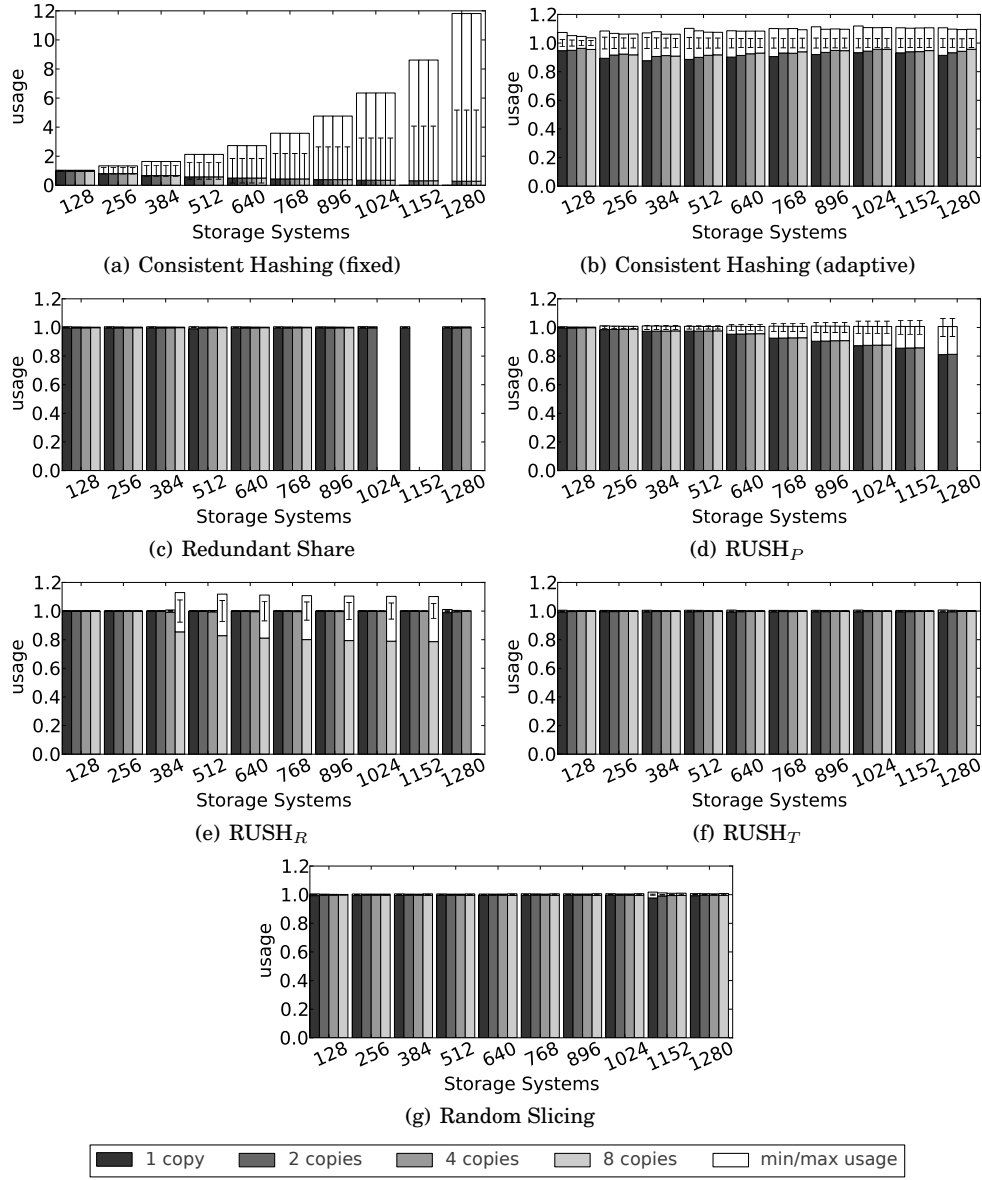 12
10
8
6
4
2
0
usage
128 256 384 512 640 768 896 1024 1152 1280
Storage Systems
(a) Consistent Hashing (fixed)
1.2
1.0
0.8
0.6
0.4
0.2
0.0
usage
128 256 384 512 640 768 896 1024 1152 1280
Storage Systems
(b) Consistent Hashing (adaptive)
1.2
1.0
0.8
0.6
0.4
0.2
0.0
usage
128 256 384 512 640 768 896 1024 1152 1280
Storage Systems
(c) Redundant Share
1.2
1.0
0.8
0.6
0.4
0.2
0.0
usage
128 256 384 512 640 768 896 1024 1152 1280
Storage Systems
(d) RUSH_P
1.2
1.0
0.8
0.6
0.4
0.2
0.0
usage
128 256 384 512 640 768 896 1024 1152 1280
Storage Systems
(e) RUSH_R
1.2
1.0
0.8
0.6
0.4
0.2
0.0
usage
128 256 384 512 640 768 896 1024 1152 1280
Storage Systems
(f) RUSH_T
1.2
1.0
0.8
0.6
0.4
0.2
0.0
usage
128 256 384 512 640 768 896 1024 1152 1280
Storage Systems
(g) Random Slicing
1 copy 2 copies 4 copies 8 copies min/max usage